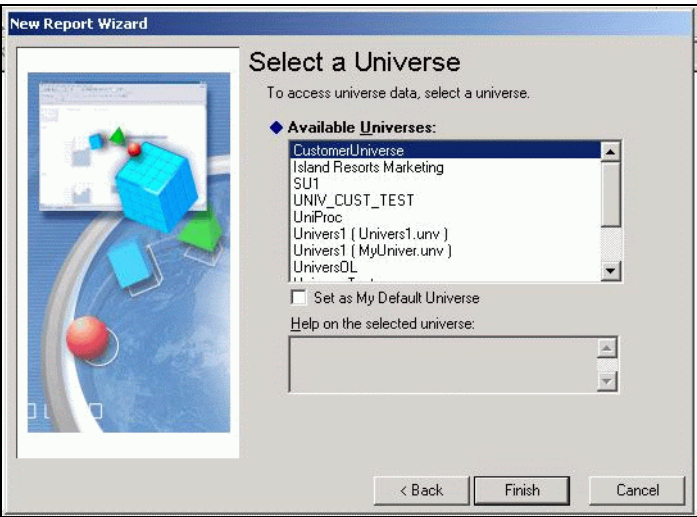 New Report Wizard
Select a Universe
To access universe data, select a universe.
Available Universes:
CustomerUniverse
Island Resorts Marketing
SU1
UNIV_CUST_TEST
UniProc
Univers1 ( Univers1.unv )
Univers1 ( MyUniver.unv )
UniversOL
Set as My Default Universe
Help on the selected universe:
< Back
Finish
Cancel